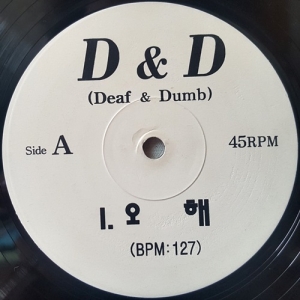 D & D
(Deaf & Dumb)
Side A 45RPM
1. 오 해
(BPM: 127)